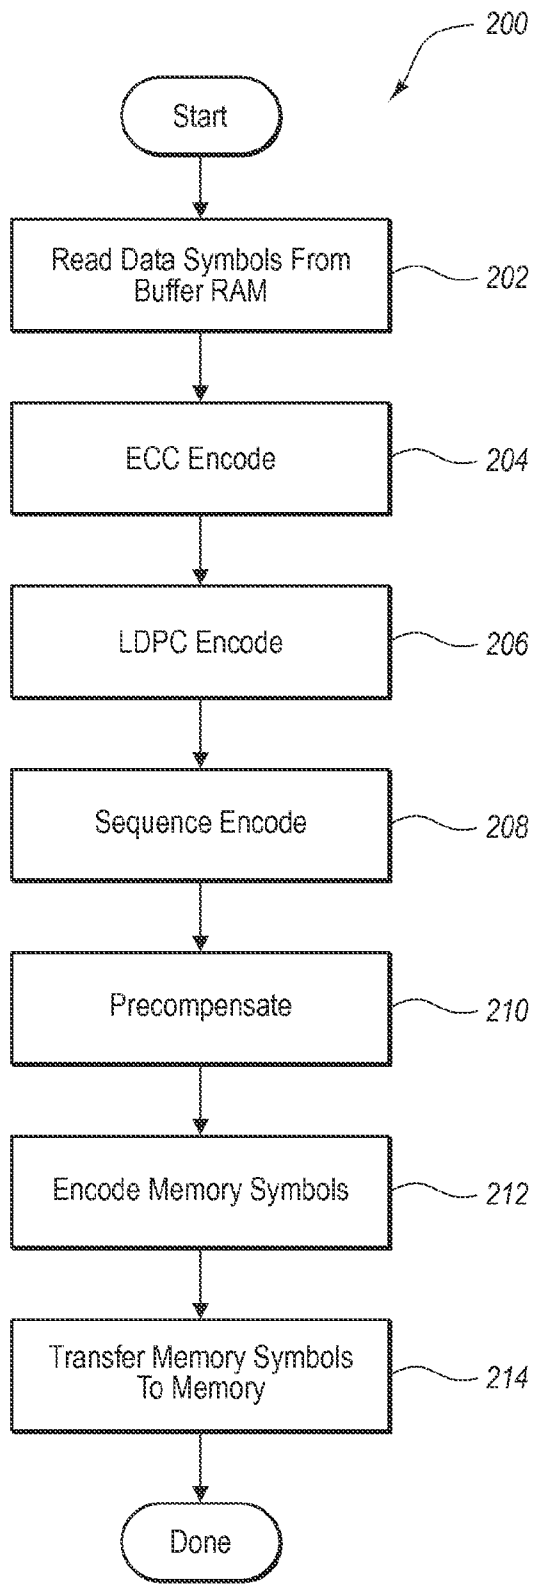 200
Start
Read Data Symbols From
Buffer RAM
202
ECC Encode
204
LDPC Encode
206
Sequence Encode
208
Precompensate
210
Encode Memory Symbols
212
Transfer Memory Symbols
To Memory
214
Done